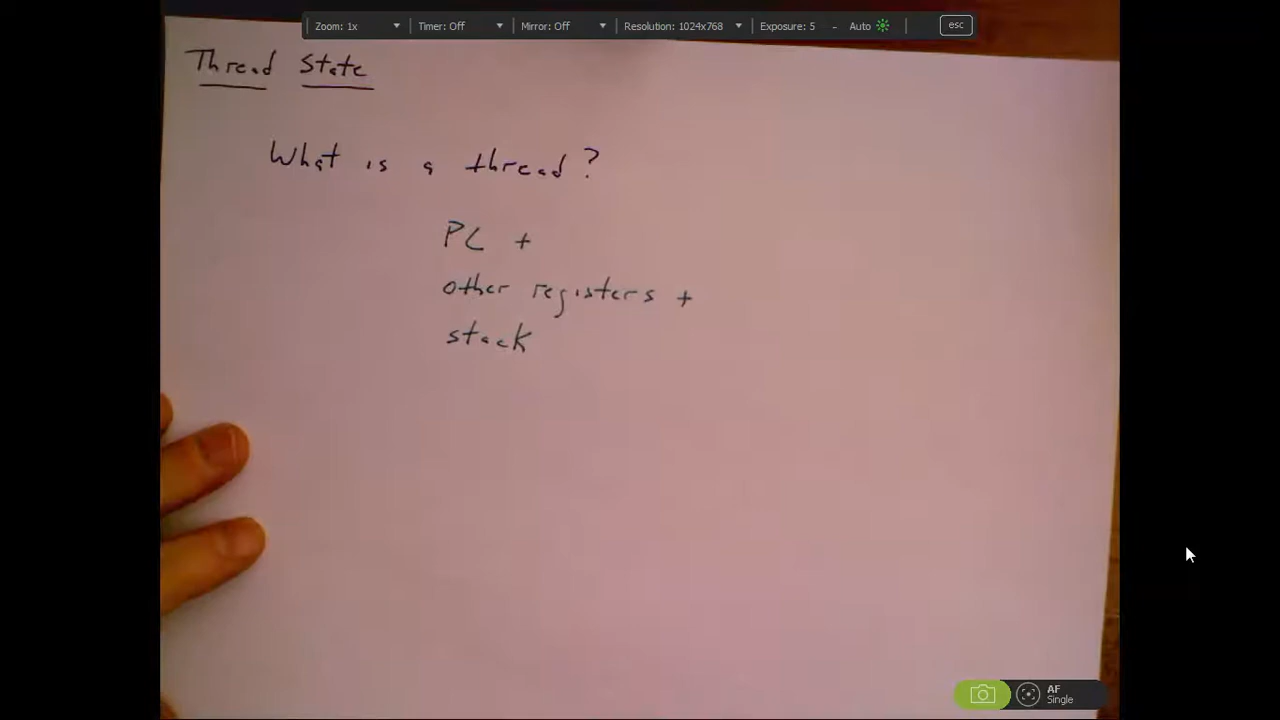 Zoom: 1x Timer: Off Mirror: Off Resolution: 1024x768 Exposure: 5 - Auto esc
Thread State
What is a thread?
PC +
other registers +
stack
AF
Single